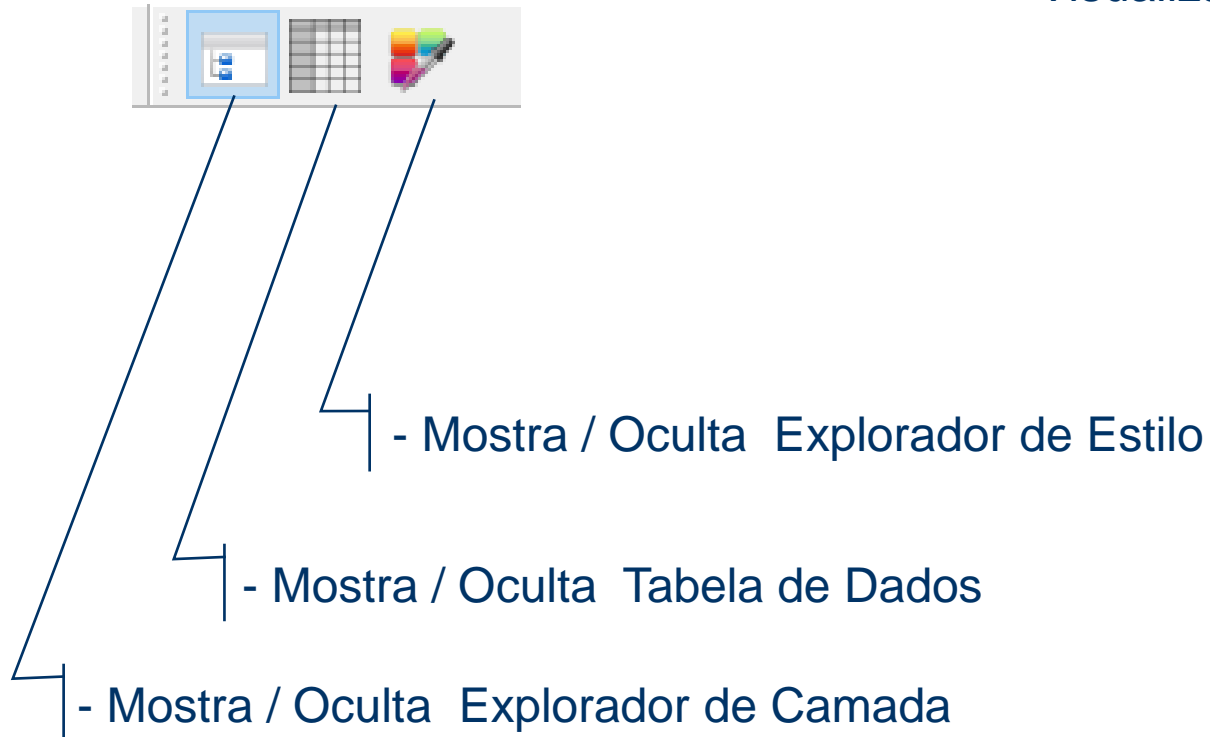 - Mostra / Oculta Explorador de Estilo
- Mostra / Oculta Tabela de Dados
- Mostra / Oculta Explorador de Camada